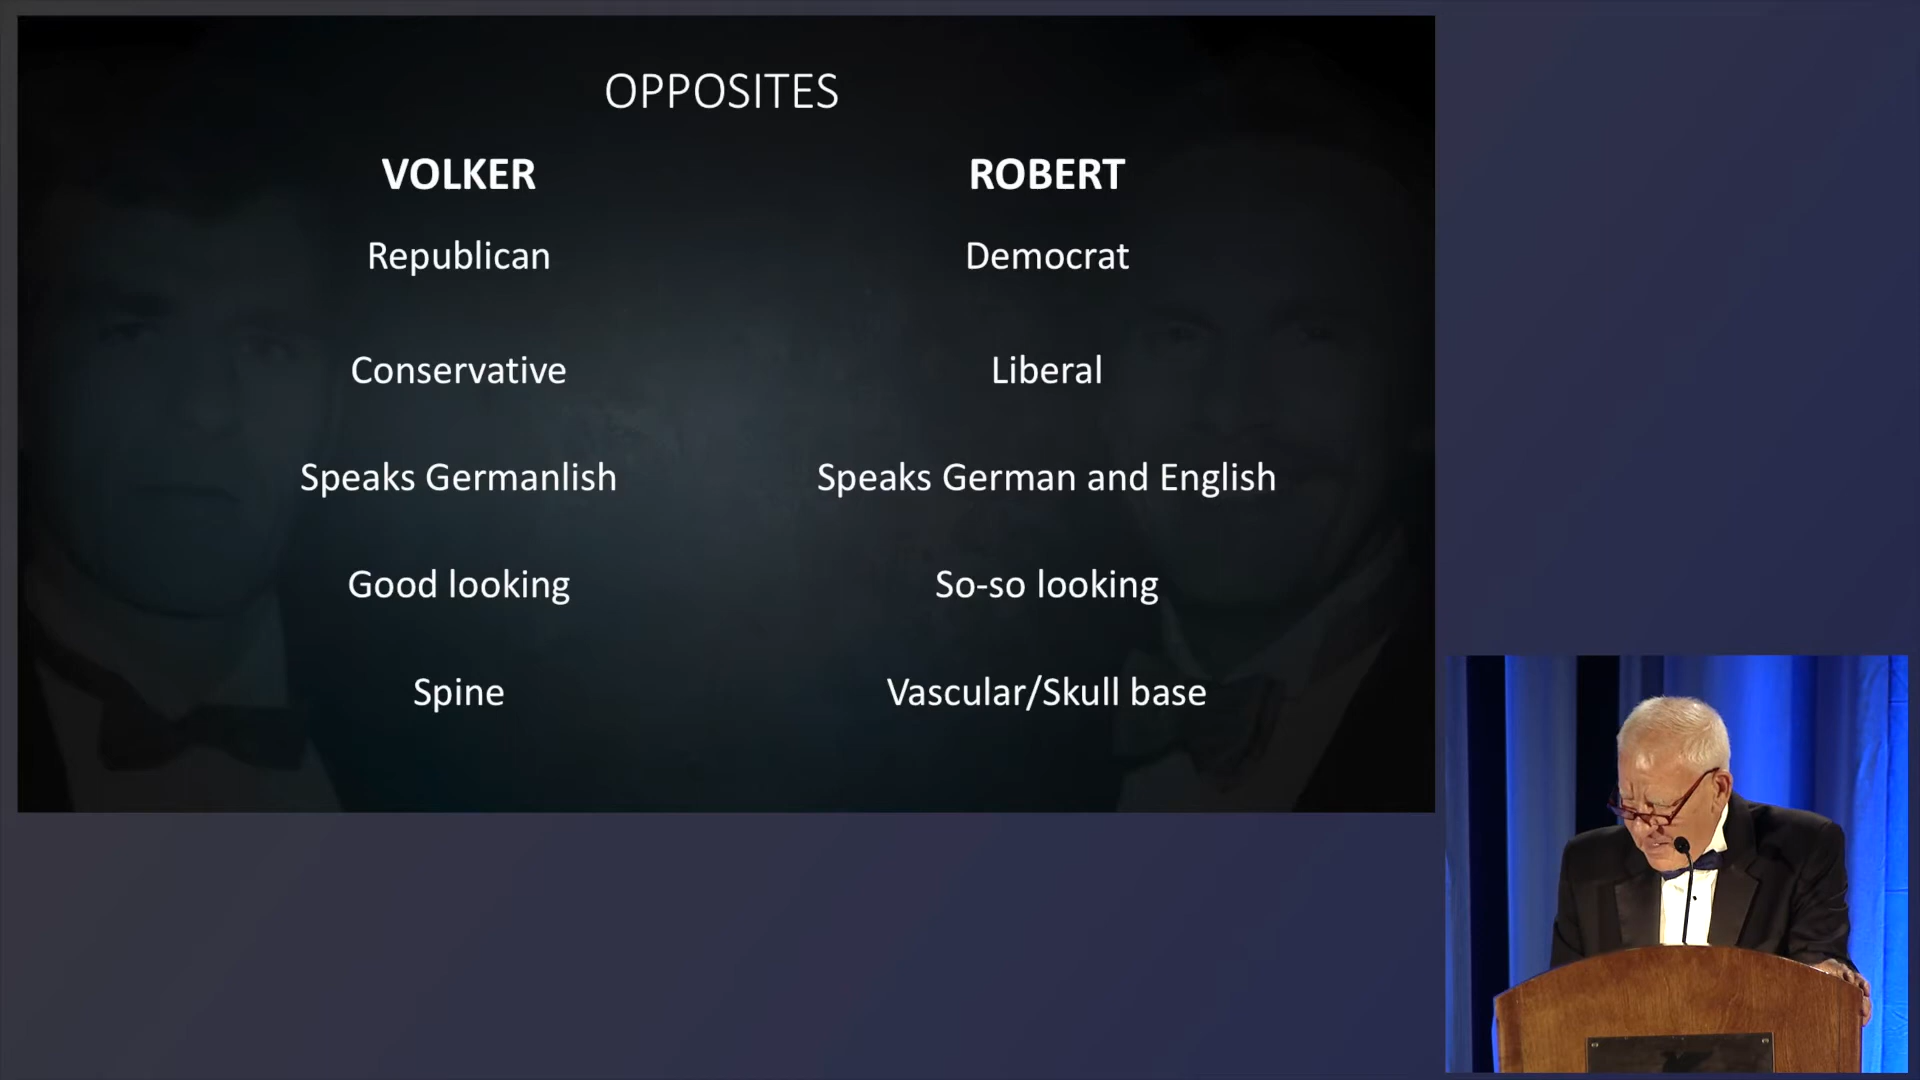 OPPOSITES
VOLKER ROBERT
Republican Democrat
Conservative Liberal
Speaks Germanlish Speaks German and English
Good looking So-so looking
Spine Vascular/Skull base